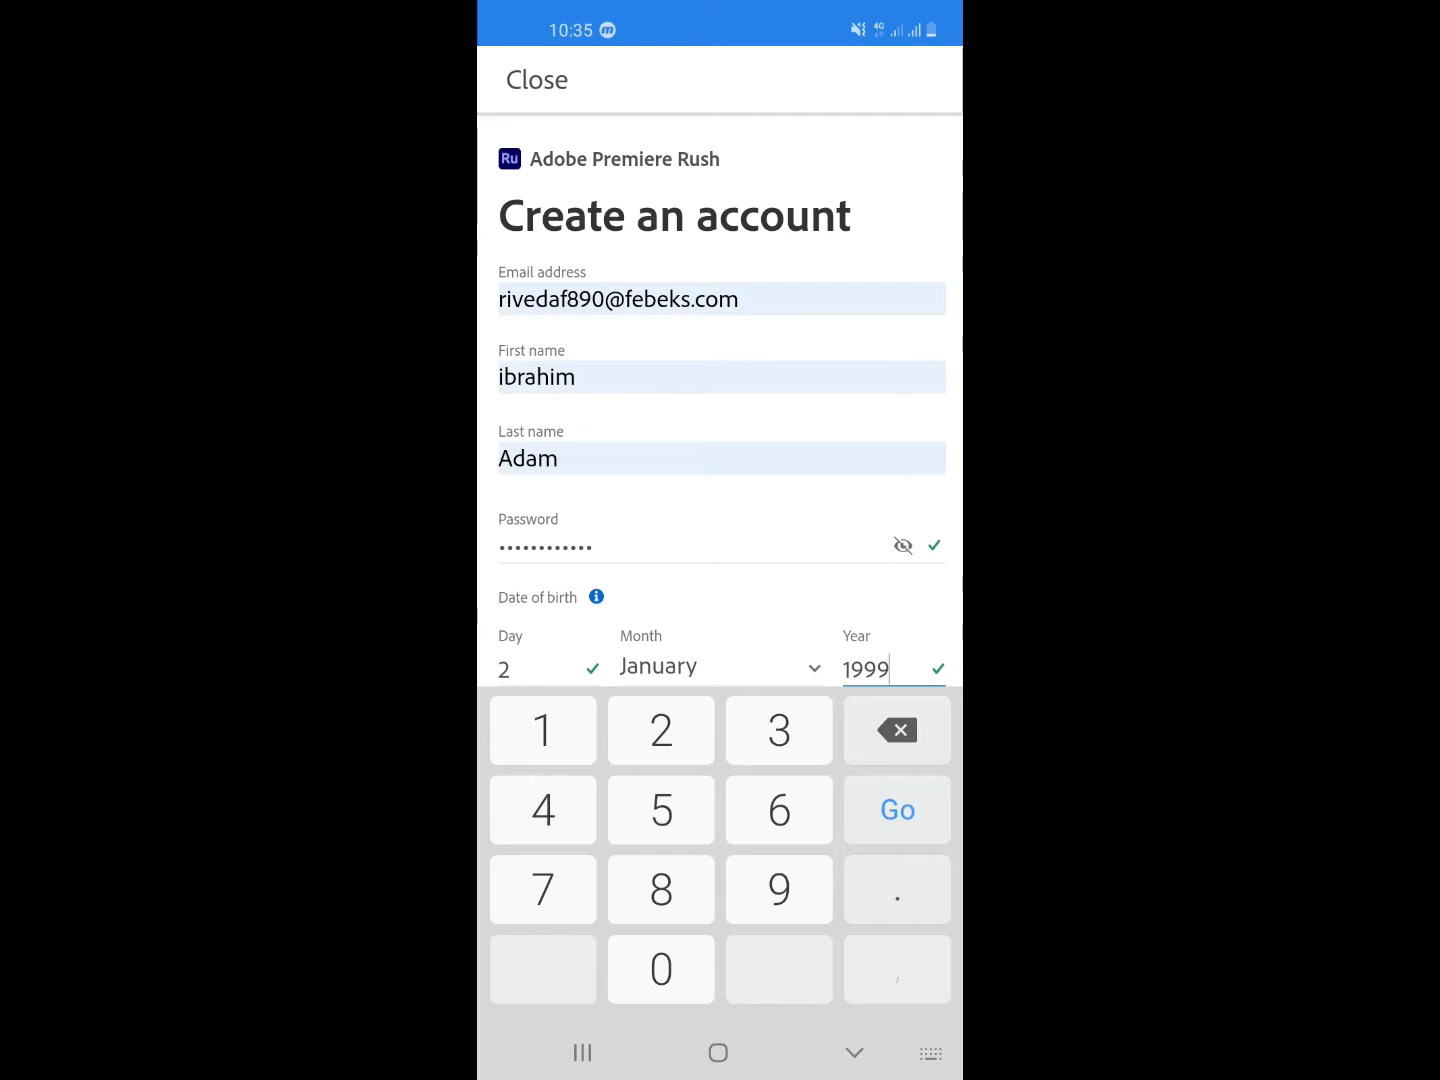 10:35
4G
Close
Ru Adobe Premiere Rush
Create an account
Email address
rivedaf890@febeks.com
First name
ibrahim
Last name
Adam
Password
••••••••••••
Date of birth
Day Month Year
2 January 1999
1 2 3
4 5 6 Go
7 8 9 .
0 ,